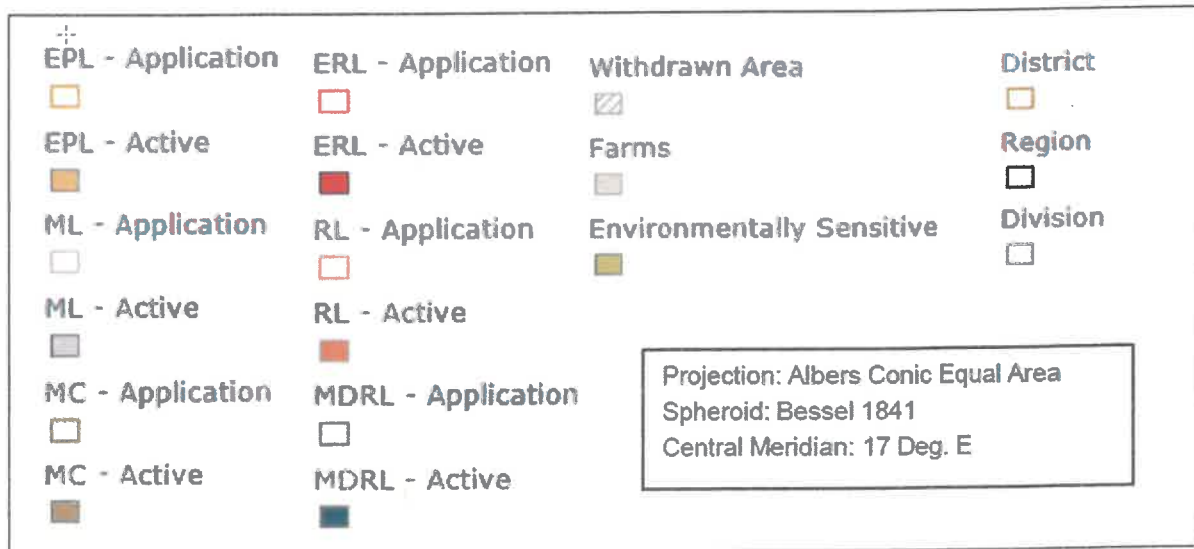 EPL - Application
EPL - Active
ML - Application
ML - Active
MC - Application
MC - Active
ERL - Application
ERL - Active
RL - Application
RL - Active
MDRL - Application
MDRL - Active
Withdrawn Area
Farms
Environmentally Sensitive
District
Region
Division
Projection: Albers Conic Equal Area
Spheroid: Bessel 1841
Central Meridian: 17 Deg. E